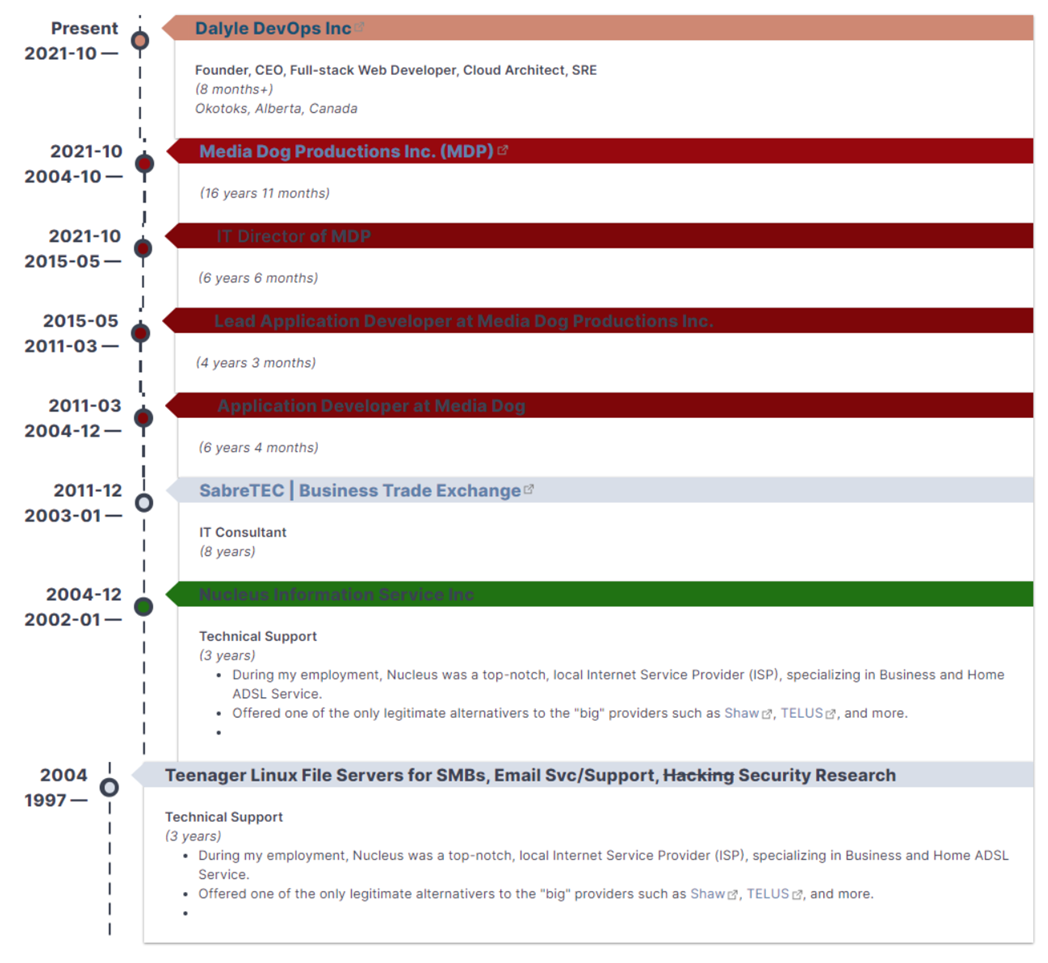 Present
2021-10 —
Dalyle DevOps Inc
Founder, CEO, Full-stack Web Developer, Cloud Architect, SRE
(8 months+)
Okotoks, Alberta, Canada
2021-10
2004-10 —
Media Dog Productions Inc. (MDP)
(16 years 11 months)
2021-10
2015-05 —
IT Director of MDP
(6 years 6 months)
2015-05
2011-03 —
Lead Application Developer at Media Dog Productions Inc.
(4 years 3 months)
2011-03
2004-12 —
Application Developer at Media Dog
(6 years 4 months)
2011-12
2003-01 —
SabreTEC | Business Trade Exchange
IT Consultant
(8 years)
2004-12
2002-01 —
Nucleus Information Service Inc
Technical Support
(3 years)
• During my employment, Nucleus was a top-notch, local Internet Service Provider (ISP), specializing in Business and Home
ADSL Service.
• Offered one of the only legitimate alternativers to the "big" providers such as Shaw, TELUS, and more.
•
2004
1997 —
Teenager Linux File Servers for SMBs, Email Svc/Support, Hacking Security Research
Technical Support
(3 years)
• During my employment, Nucleus was a top-notch, local Internet Service Provider (ISP), specializing in Business and Home ADSL
Service.
• Offered one of the only legitimate alternativers to the "big" providers such as Shaw, TELUS, and more.
•